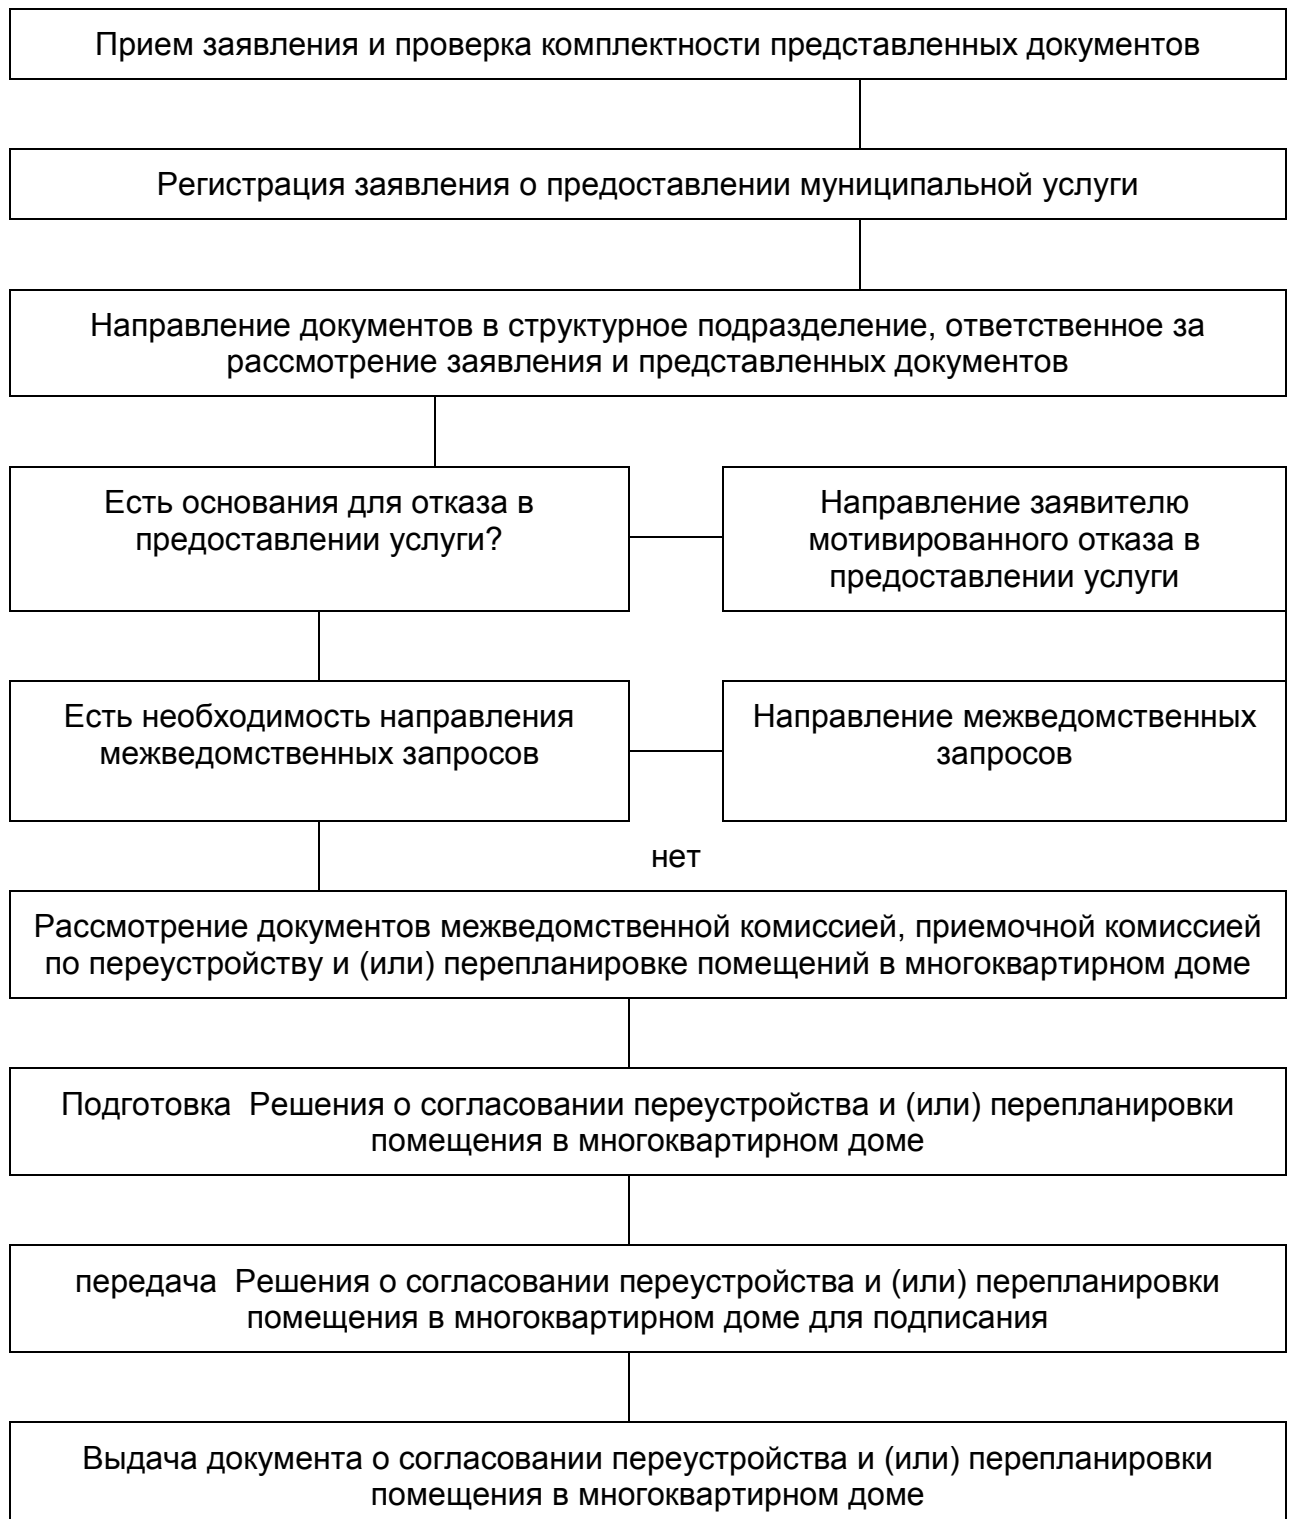 Прием заявления и проверка комплектности представленных документов
Регистрация заявления о предоставлении муниципальной услуги
Направление документов в структурное подразделение, ответственное за
рассмотрение заявления и представленных документов
Есть основания для отказа в
предоставлении услуги?
Направление заявителю
мотивированного отказа в
предоставлении услуги
Есть необходимость направления
межведомственных запросов
Направление межведомственных
запросов
нет
Рассмотрение документов межведомственной комиссией, приемочной комиссией
по переустройству и (или) перепланировке помещений в многоквартирном доме
Подготовка  Решения о согласовании переустройства и (или) перепланировки
помещения в многоквартирном доме
передача  Решения о согласовании переустройства и (или) перепланировки
помещения в многоквартирном доме для подписания
Выдача документа о согласовании переустройства и (или) перепланировки
помещения в многоквартирном доме